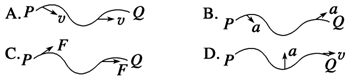 A. P v v Q
B. P a a Q
C. P F F Q
D. P a Q v